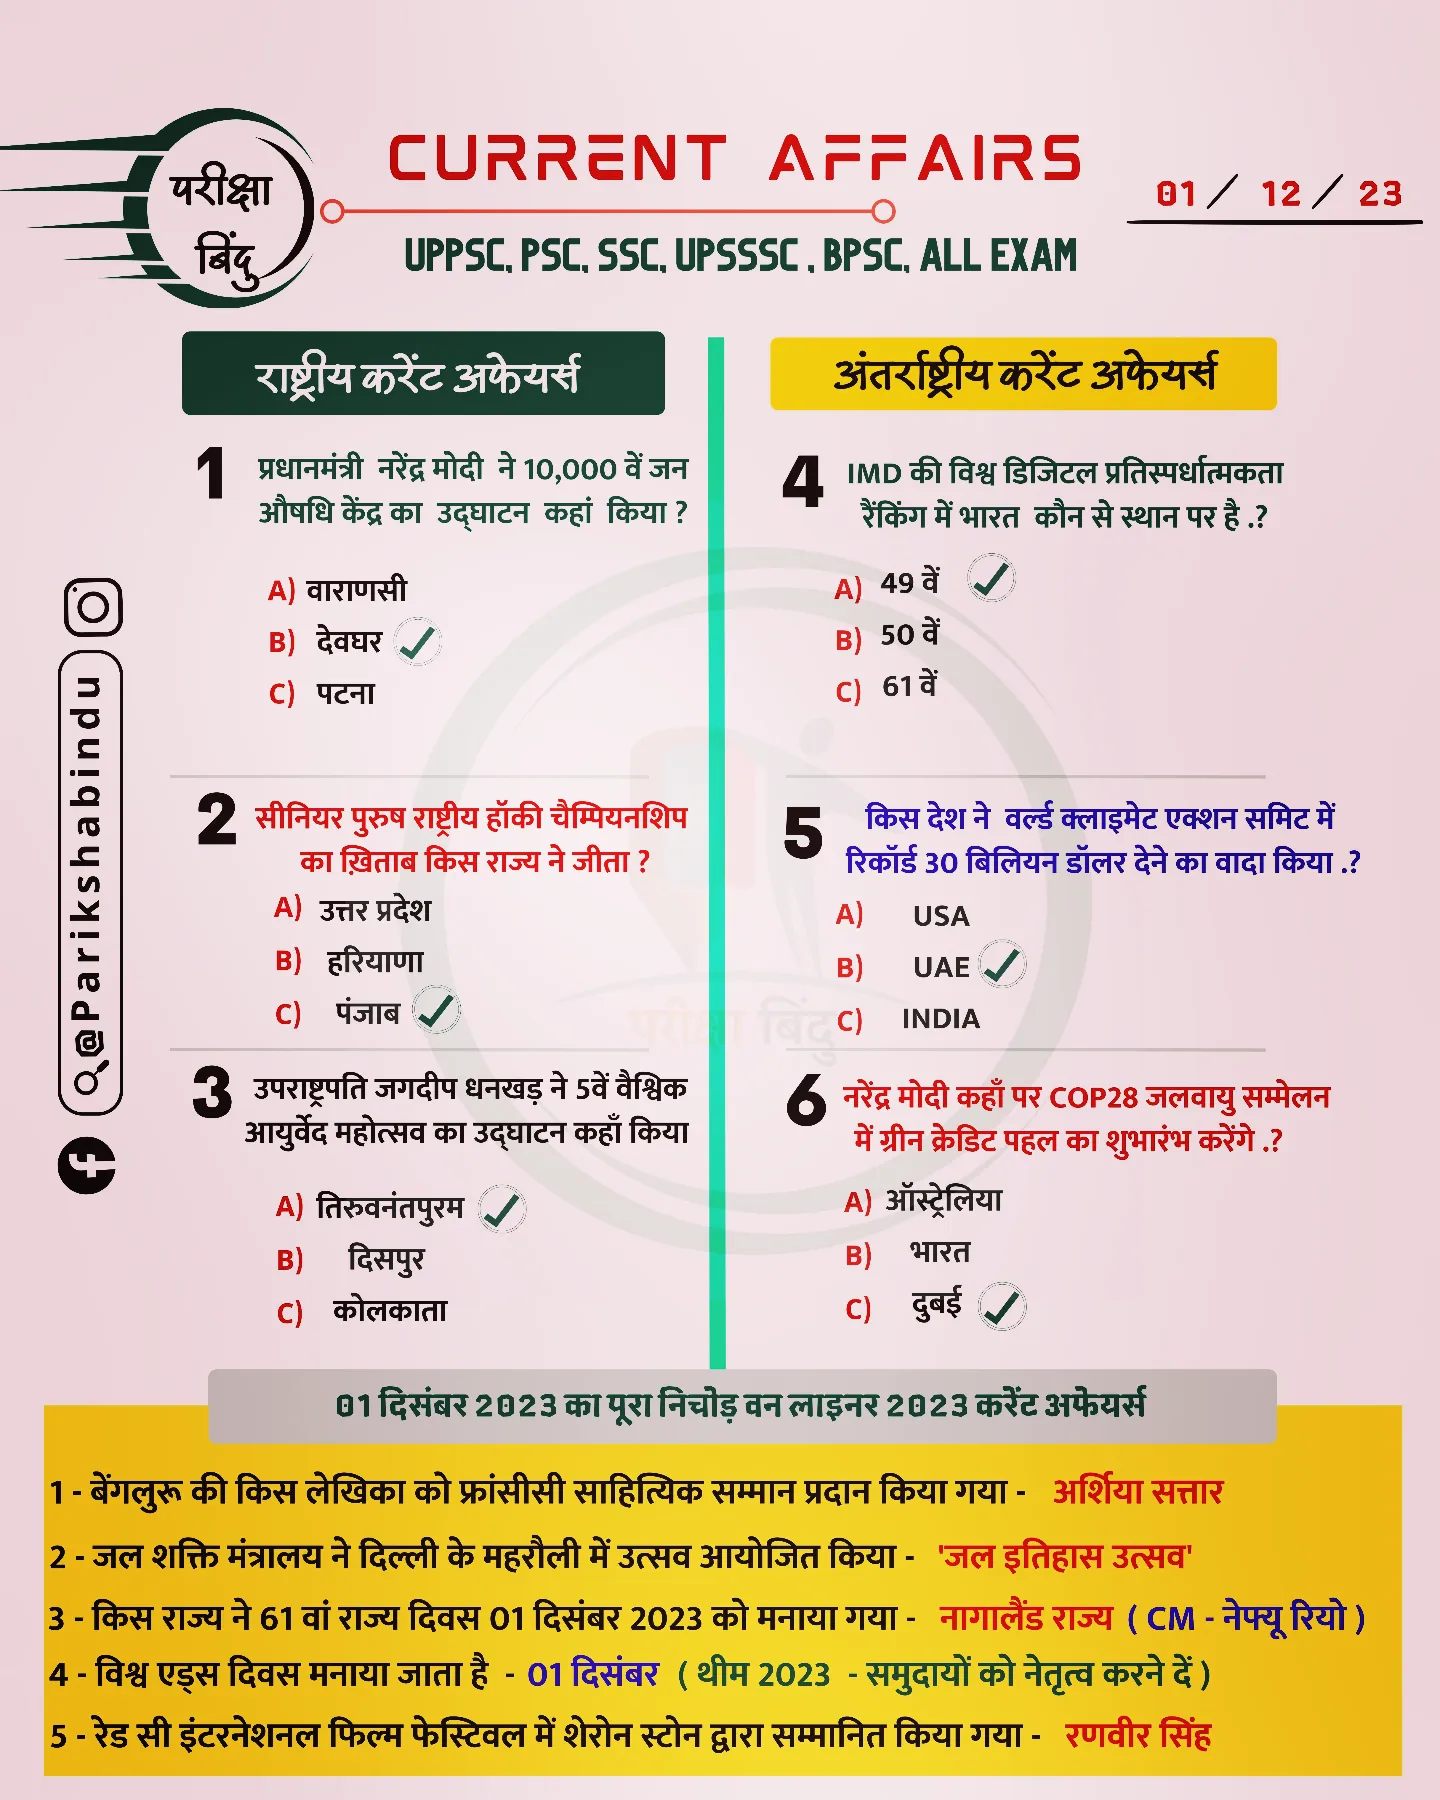 परीक्षा
बिंदु
CURRENT AFFAIRS
01 / 12 / 23
UPPSC, PSC, SSC, UPSSSC , BPSC, ALL EXAM
राष्ट्रीय करेंट अफेयर्स
1 प्रधानमंत्री नरेंद्र मोदी ने 10,000 वें जन
औषधि केंद्र का उद्घाटन कहां किया ?
A) वाराणसी
B) देवघर
C) पटना
2 सीनियर पुरुष राष्ट्रीय हॉकी चैम्पियनशिप
का ख़िताब किस राज्य ने जीता ?
A) उत्तर प्रदेश
B) हरियाणा
C) पंजाब
3 उपराष्ट्रपति जगदीप धनखड़ ने 5वें वैश्विक
आयुर्वेद महोत्सव का उद्घाटन कहाँ किया
A) तिरुवनंतपुरम
B) दिसपुर
C) कोलकाता
अंतर्राष्ट्रीय करेंट अफेयर्स
4 IMD की विश्व डिजिटल प्रतिस्पर्धात्मकता
रैंकिंग में भारत कौन से स्थान पर है .?
A) 49 वें
B) 50 वें
C) 61 वें
5 किस देश ने वर्ल्ड क्लाइमेट एक्शन समिट में
रिकॉर्ड 30 बिलियन डॉलर देने का वादा किया .?
A) USA
B) UAE
C) INDIA
6 नरेंद्र मोदी कहाँ पर COP28 जलवायु सम्मेलन
में ग्रीन क्रेडिट पहल का शुभारंभ करेंगे .?
A) ऑस्ट्रेलिया
B) भारत
C) दुबई
@Parikshabindu
परीक्षा बिंदु
01 दिसंबर 2023 का पूरा निचोड़ वन लाइनर 2023 करेंट अफेयर्स
1 - बेंगलुरू की किस लेखिका को फ्रांसीसी साहित्यिक सम्मान प्रदान किया गया - अर्शिया सत्तार
2 - जल शक्ति मंत्रालय ने दिल्ली के महरौली में उत्सव आयोजित किया - 'जल इतिहास उत्सव'
3 - किस राज्य ने 61 वां राज्य दिवस 01 दिसंबर 2023 को मनाया गया - नागालैंड राज्य ( CM - नेफ्यू रियो )
4 - विश्व एड्स दिवस मनाया जाता है - 01 दिसंबर ( थीम 2023 - समुदायों को नेतृत्व करने दें )
5 - रेड सी इंटरनेशनल फिल्म फेस्टिवल में शेरोन स्टोन द्वारा सम्मानित किया गया - रणवीर सिंह